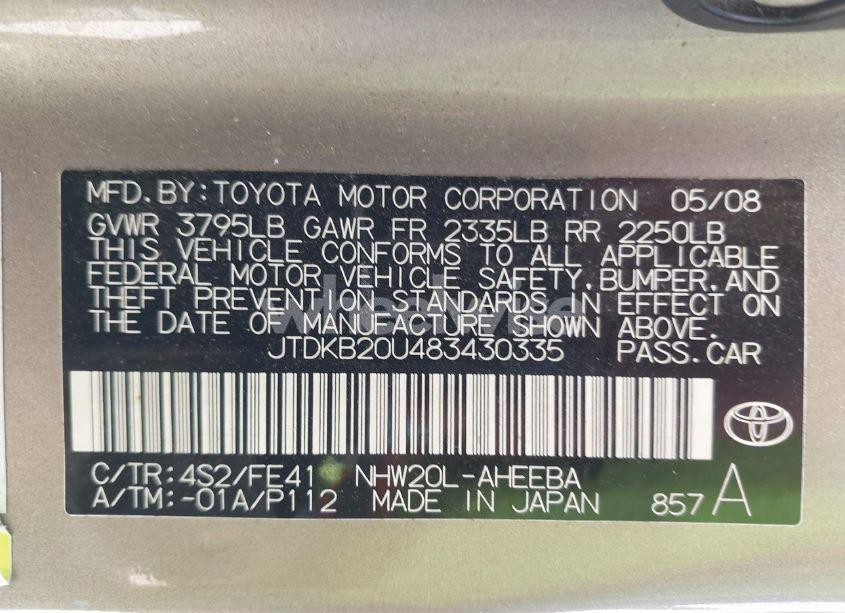 MFD.BY:TOYOTA MOTOR CORPORATION 05/08
GVWR 3795LB GAWR FR 2335LB RR 2250LB
THIS VEHICLE CONFORMS TO ALL APPLICABLE
FEDERAL MOTOR VEHICLE SAFETY,BUMPER,AND
THEFT PREVENTION STANDARDS IN EFFECT ON
THE DATE OF MANUFACTURE SHOWN ABOVE.
JTDKB20U483430335 PASS.CAR
C/TR:4S2/FE41 NHW20L-AHEEBA
A/TM:-01A/P112 MADE IN JAPAN 857A